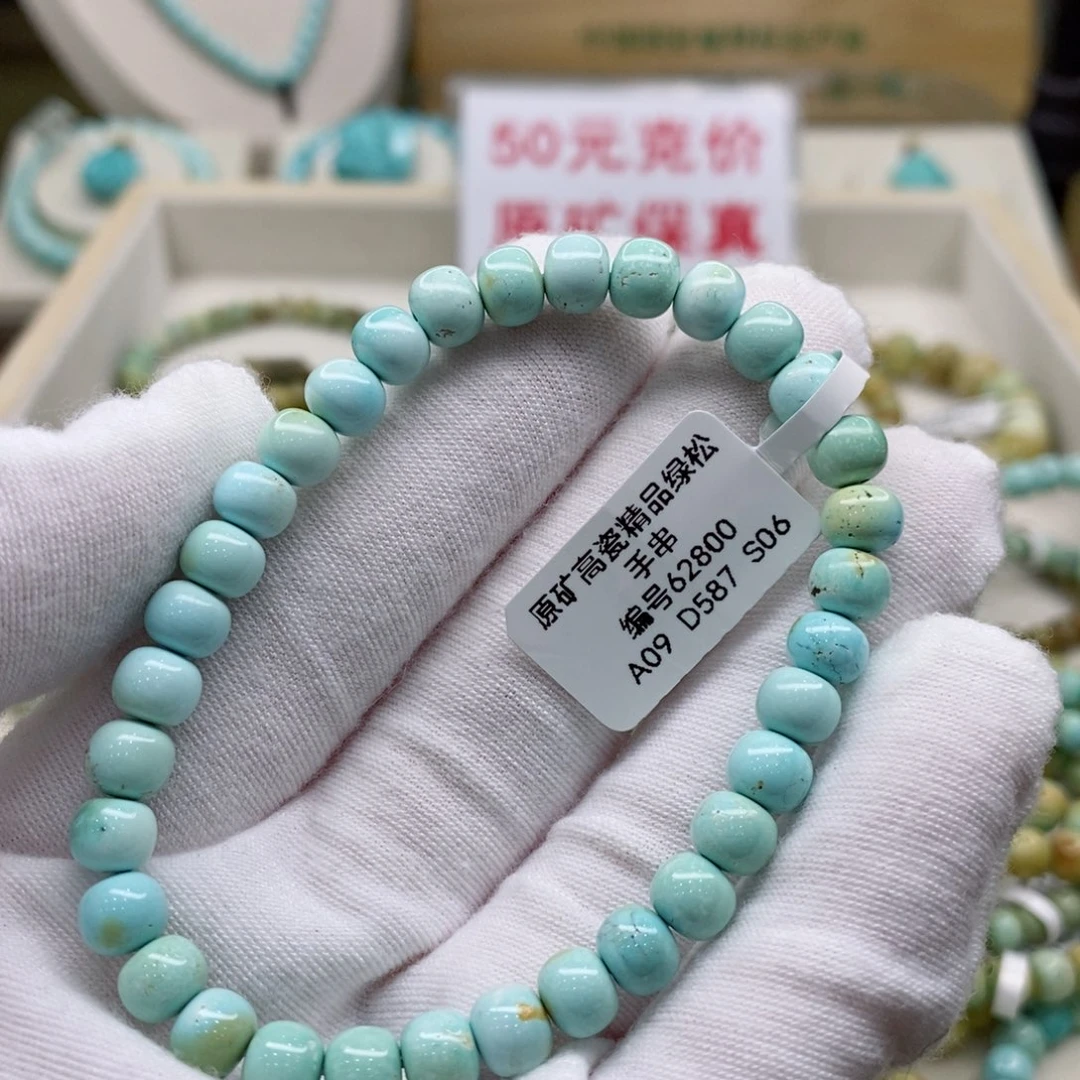 50元竞价
原矿保真
原矿高瓷精品绿松
手串
编号62800
A09 D587 S06